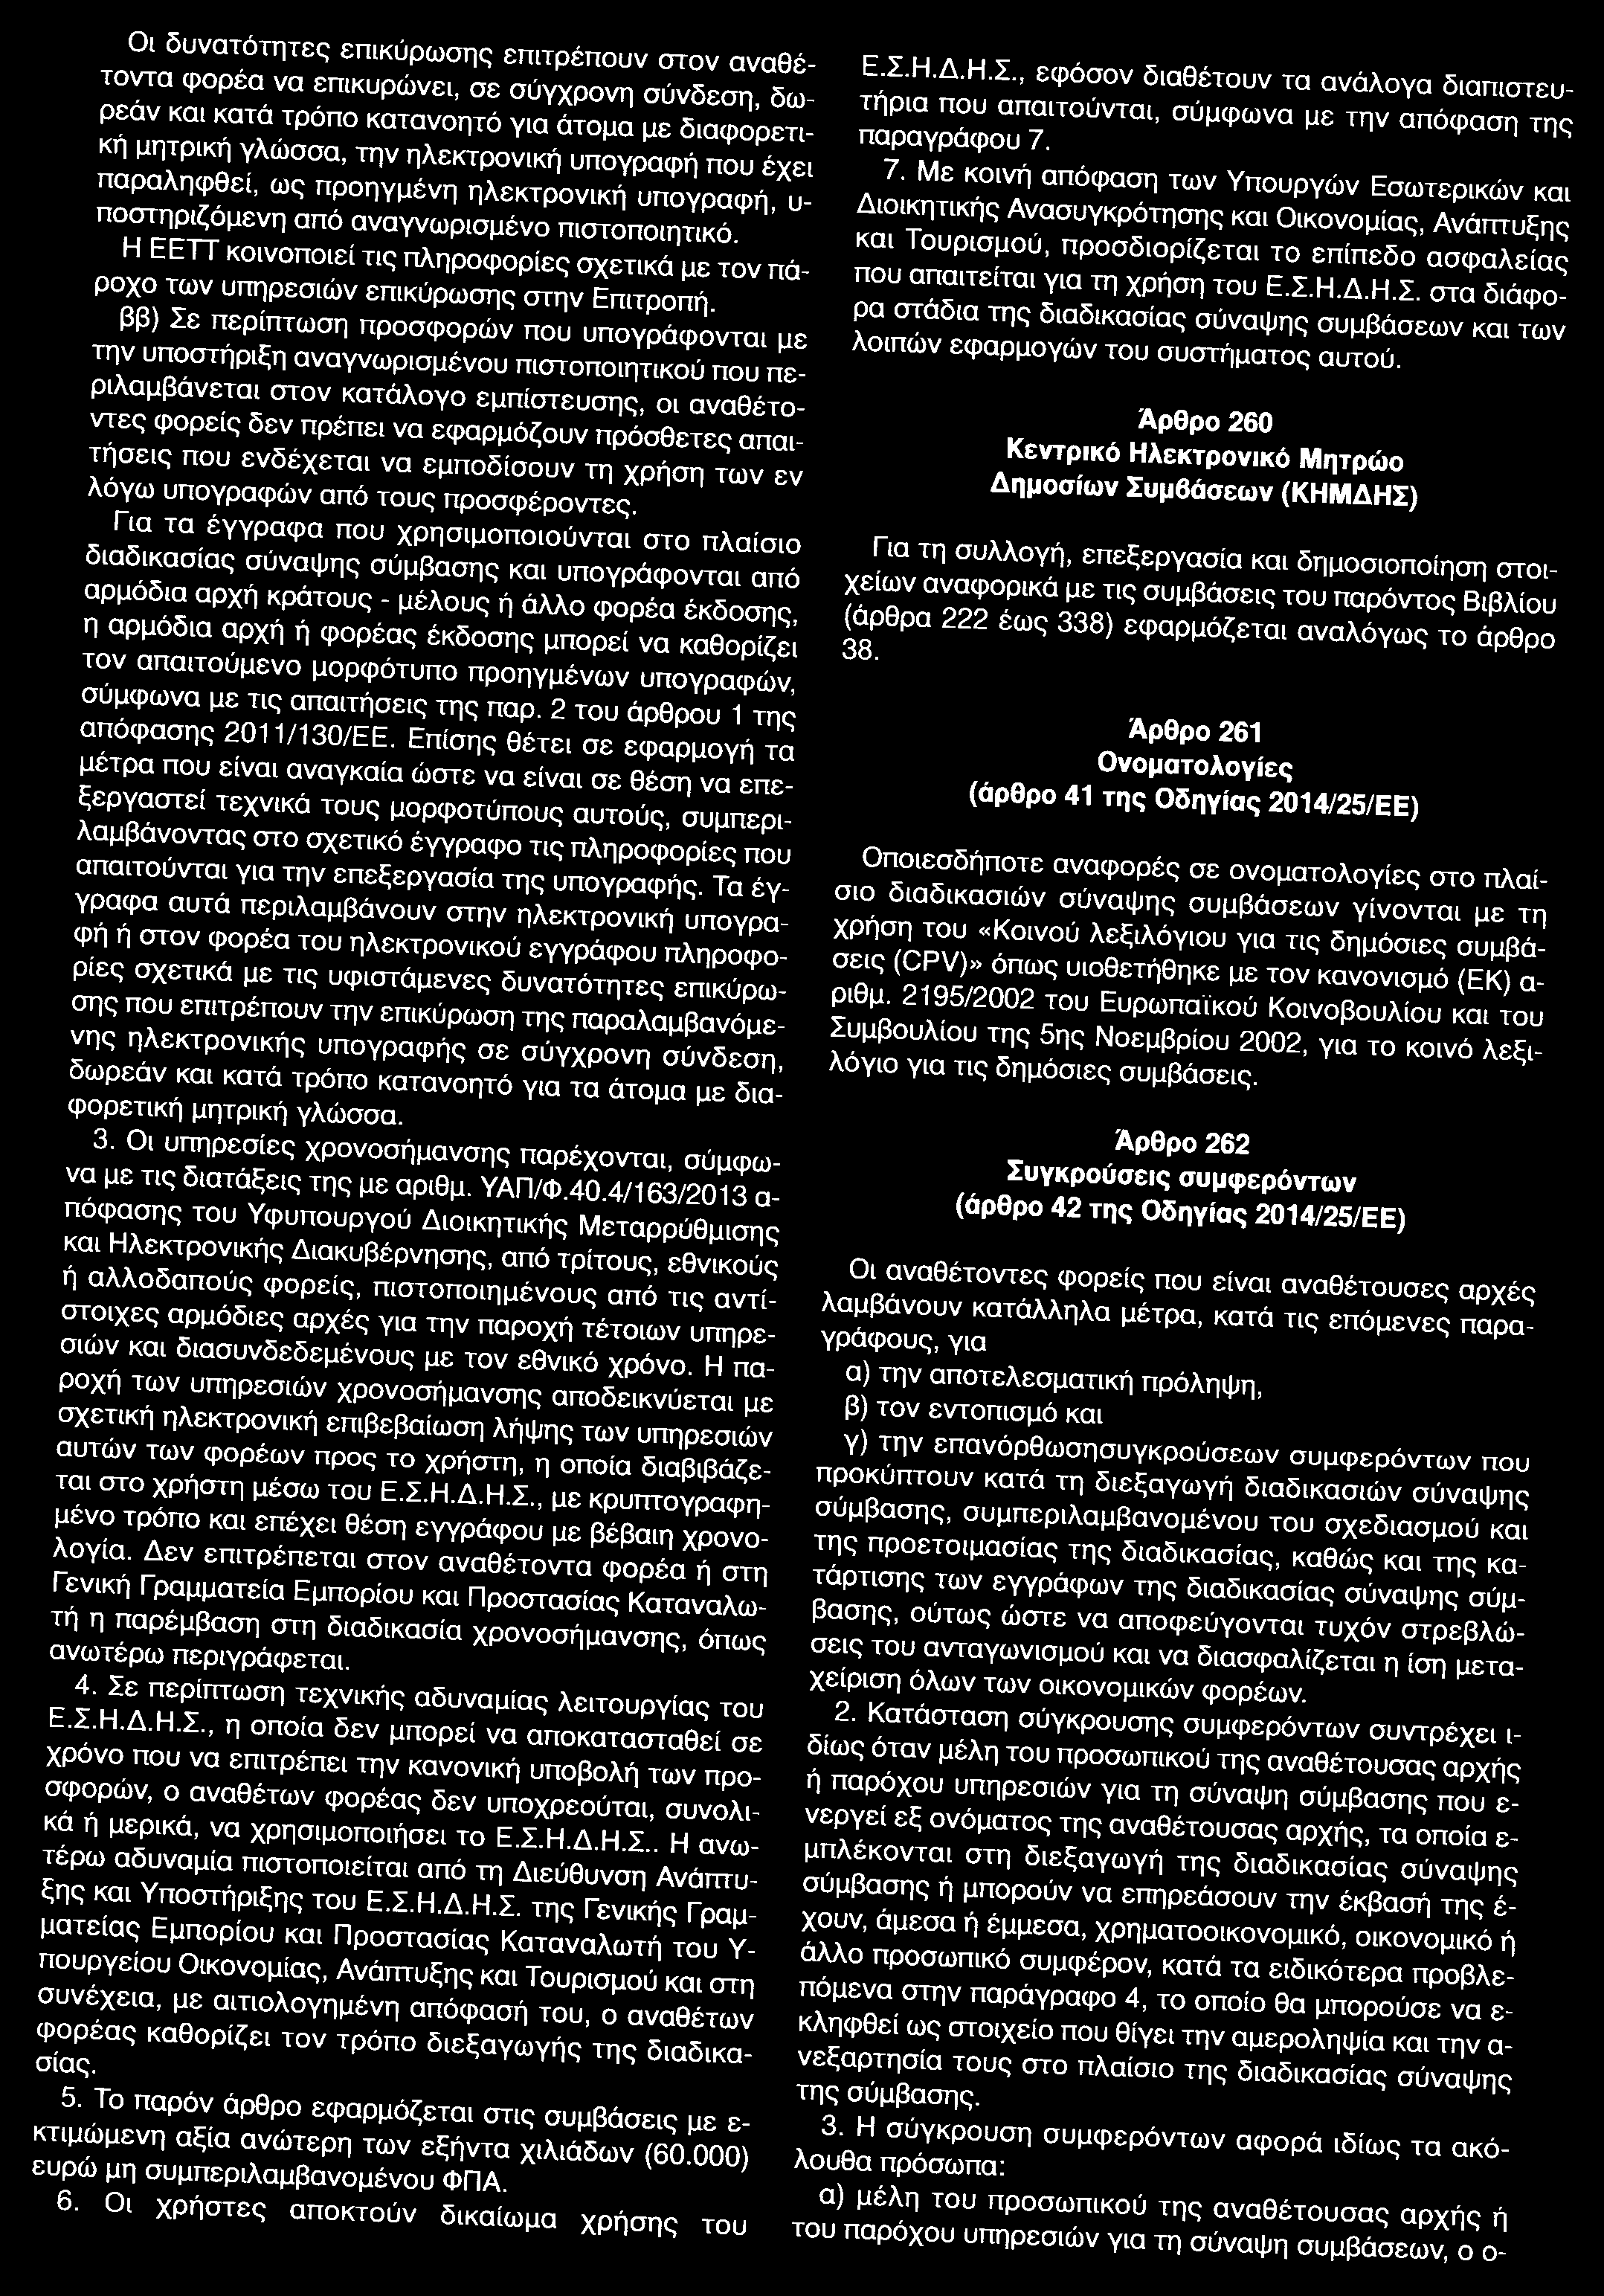 Οι δυνατότητες επικύρωσης επιτρέπουν στον αναθέ-
τοντα φορέα να επικυρώνει, σε σύγχρονη σύνδεση, δω-
ρεάν και κατά τρόπο κατανοητό για άτομα με διαφορετι-
κή μητρική γλώσσα, την ηλεκτρονική υπογραφή που έχει
παραληφθεί, ως προηγμένη ηλεκτρονική υπογραφή, υ-
ποστηριζόμενη από αναγνωρισμένο πιστοποιητικό.
Η ΕΕΤΤ κοινοποιεί τις πληροφορίες σχετικά με τον πά-
ροχο των υπηρεσιών επικύρωσης στην Επιτροπή.
ββ) Σε περίπτωση προσφορών που υπογράφονται με
την υποστήριξη αναγνωρισμένου πιστοποιητικού που πε-
ριλαμβάνεται στον κατάλογο εμπίστευσης, οι αναθέτο-
ντες φορείς δεν πρέπει να εφαρμόζουν πρόσθετες απαι-
τήσεις που ενδέχεται να εμποδίσουν τη χρήση των εν
λόγω υπογραφών από τους προσφέροντες.
Για τα έγγραφα που χρησιμοποιούνται στο πλαίσιο
διαδικασίας σύναψης σύμβασης και υπογράφονται από
αρμόδια αρχή κράτους - μέλους ή άλλο φορέα έκδοσης,
η αρμόδια αρχή ή φορέας έκδοσης μπορεί να καθορίζει
τον απαιτούμενο μορφότυπο προηγμένων υπογραφών,
σύμφωνα με τις απαιτήσεις της παρ. 2 του άρθρου 1 της
απόφασης 2011/130/ΕΕ. Επίσης θέτει σε εφαρμογή τα
μέτρα που είναι αναγκαία ώστε να είναι σε θέση να επε-
ξεργαστεί τεχνικά τους μορφοτύπους αυτούς, συμπερι-
λαμβάνοντας στο σχετικό έγγραφο τις πληροφορίες που
απαιτούνται για την επεξεργασία της υπογραφής. Τα έγ-
γραφα αυτά περιλαμβάνουν στην ηλεκτρονική υπογρα-
φή ή στον φορέα του ηλεκτρονικού εγγράφου πληροφο-
ρίες σχετικά με τις υφιστάμενες δυνατότητες επικύρω-
σης που επιτρέπουν την επικύρωση της παραλαμβανόμε-
νης ηλεκτρονικής υπογραφής σε σύγχρονη σύνδεση,
δωρεάν και κατά τρόπο κατανοητό για τα άτομα με δια-
φορετική μητρική γλώσσα.
3. Οι υπηρεσίες χρονοσήμανσης παρέχονται, σύμφω-
να με τις διατάξεις της με αριθμ. ΥΑΠ/Φ.40.4/163/2013 α-
πόφασης του Υφυπουργού Διοικητικής Μεταρρύθμισης
και Ηλεκτρονικής Διακυβέρνησης, από τρίτους, εθνικούς
ή αλλοδαπούς φορείς, πιστοποιημένους από τις αντί-
στοιχες αρμόδιες αρχές για την παροχή τέτοιων υπηρε-
σιών και διασυνδεδεμένους με τον εθνικό χρόνο. Η πα-
ροχή των υπηρεσιών χρονοσήμανσης αποδεικνύεται με
σχετική ηλεκτρονική επιβεβαίωση λήψης των υπηρεσιών
αυτών των φορέων προς το χρήστη, η οποία διαβιβάζε-
ται στο χρήστη μέσω του Ε.Σ.Η.Δ.Η.Σ., με κρυπτογραφη-
μένο τρόπο και επέχει θέση εγγράφου με βέβαιη χρονο-
λογία. Δεν επιτρέπεται στον αναθέτοντα φορέα ή στη
Γενική Γραμματεία Εμπορίου και Προστασίας Καταναλω-
τή η παρέμβαση στη διαδικασία χρονοσήμανσης, όπως
ανωτέρω περιγράφεται.
4. Σε περίπτωση τεχνικής αδυναμίας λειτουργίας του
Ε.Σ.Η.Δ.Η.Σ., η οποία δεν μπορεί να αποκατασταθεί σε
χρόνο που να επιτρέπει την κανονική υποβολή των προ-
σφορών, ο αναθέτων φορέας δεν υποχρεούται, συνολι-
κά ή μερικά, να χρησιμοποιήσει το Ε.Σ.Η.Δ.Η.Σ.. Η ανω-
τέρω αδυναμία πιστοποιείται από τη Διεύθυνση Ανάπτυ-
ξης και Υποστήριξης του Ε.Σ.Η.Δ.Η.Σ. της Γενικής Γραμ-
ματείας Εμπορίου και Προστασίας Καταναλωτή του Υ-
πουργείου Οικονομίας, Ανάπτυξης και Τουρισμού και στη
συνέχεια, με αιτιολογημένη απόφασή του, ο αναθέτων
φορέας καθορίζει τον τρόπο διεξαγωγής της διαδικα-
σίας.
5. Το παρόν άρθρο εφαρμόζεται στις συμβάσεις με ε-
κτιμώμενη αξία ανώτερη των εξήντα χιλιάδων (60.000)
ευρώ μη συμπεριλαμβανομένου ΦΠΑ.
6. Οι χρήστες αποκτούν δικαίωμα χρήσης του
Ε.Σ.Η.Δ.Η.Σ., εφόσον διαθέτουν τα ανάλογα διαπιστευ-
τήρια που απαιτούνται, σύμφωνα με την απόφαση της
παραγράφου 7.
7. Με κοινή απόφαση των Υπουργών Εσωτερικών και
Διοικητικής Ανασυγκρότησης και Οικονομίας, Ανάπτυξης
και Τουρισμού, προσδιορίζεται το επίπεδο ασφαλείας
που απαιτείται για τη χρήση του Ε.Σ.Η.Δ.Η.Σ. στα διάφο-
ρα στάδια της διαδικασίας σύναψης συμβάσεων και των
λοιπών εφαρμογών του συστήματος αυτού.
Άρθρο 260
Κεντρικό Ηλεκτρονικό Μητρώο
Δημοσίων Συμβάσεων (ΚΗΜΔΗΣ)
Για τη συλλογή, επεξεργασία και δημοσιοποίηση στοι-
χείων αναφορικά με τις συμβάσεις του παρόντος Βιβλίου
(άρθρα 222 έως 338) εφαρμόζεται αναλόγως το άρθρο
38.
Άρθρο 261
Ονοματολογίες
(άρθρο 41 της Οδηγίας 2014/25/ΕΕ)
Οποιεσδήποτε αναφορές σε ονοματολογίες στο πλαί-
σιο διαδικασιών σύναψης συμβάσεων γίνονται με τη
χρήση του «Κοινού λεξιλόγιου για τις δημόσιες συμβά-
σεις (CPV)» όπως υιοθετήθηκε με τον κανονισμό (ΕΚ) α-
ριθμ. 2195/2002 του Ευρωπαϊκού Κοινοβουλίου και του
Συμβουλίου της 5ης Νοεμβρίου 2002, για το κοινό λεξι-
λόγιο για τις δημόσιες συμβάσεις.
Άρθρο 262
Συγκρούσεις συμφερόντων
(άρθρο 42 της Οδηγίας 2014/25/ΕΕ)
Οι αναθέτοντες φορείς που είναι αναθέτουσες αρχές
λαμβάνουν κατάλληλα μέτρα, κατά τις επόμενες παρα-
γράφους, για
α) την αποτελεσματική πρόληψη,
β) τον εντοπισμό και
γ) την επανόρθωσησυγκρούσεων συμφερόντων που
προκύπτουν κατά τη διεξαγωγή διαδικασιών σύναψης
σύμβασης, συμπεριλαμβανομένου του σχεδιασμού και
της προετοιμασίας της διαδικασίας, καθώς και της κα-
τάρτισης των εγγράφων της διαδικασίας σύναψης σύμ-
βασης, ούτως ώστε να αποφεύγονται τυχόν στρεβλώ-
σεις του ανταγωνισμού και να διασφαλίζεται η ίση μετα-
χείριση όλων των οικονομικών φορέων.
2. Κατάσταση σύγκρουσης συμφερόντων συντρέχει ι-
δίως όταν μέλη του προσωπικού της αναθέτουσας αρχής
ή παρόχου υπηρεσιών για τη σύναψη σύμβασης που ε-
νεργεί εξ ονόματος της αναθέτουσας αρχής, τα οποία ε-
μπλέκονται στη διεξαγωγή της διαδικασίας σύναψης
σύμβασης ή μπορούν να επηρεάσουν την έκβασή της έ-
χουν, άμεσα ή έμμεσα, χρηματοοικονομικό, οικονομικό ή
άλλο προσωπικό συμφέρον, κατά τα ειδικότερα προβλε-
πόμενα στην παράγραφο 4, το οποίο θα μπορούσε να ε-
κληφθεί ως στοιχείο που θίγει την αμεροληψία και την α-
νεξαρτησία τους στο πλαίσιο της διαδικασίας σύναψης
της σύμβασης.
3. Η σύγκρουση συμφερόντων αφορά ιδίως τα ακό-
λουθα πρόσωπα:
α) μέλη του προσωπικού της αναθέτουσας αρχής ή
του παρόχου υπηρεσιών για τη σύναψη συμβάσεων, ο ο-